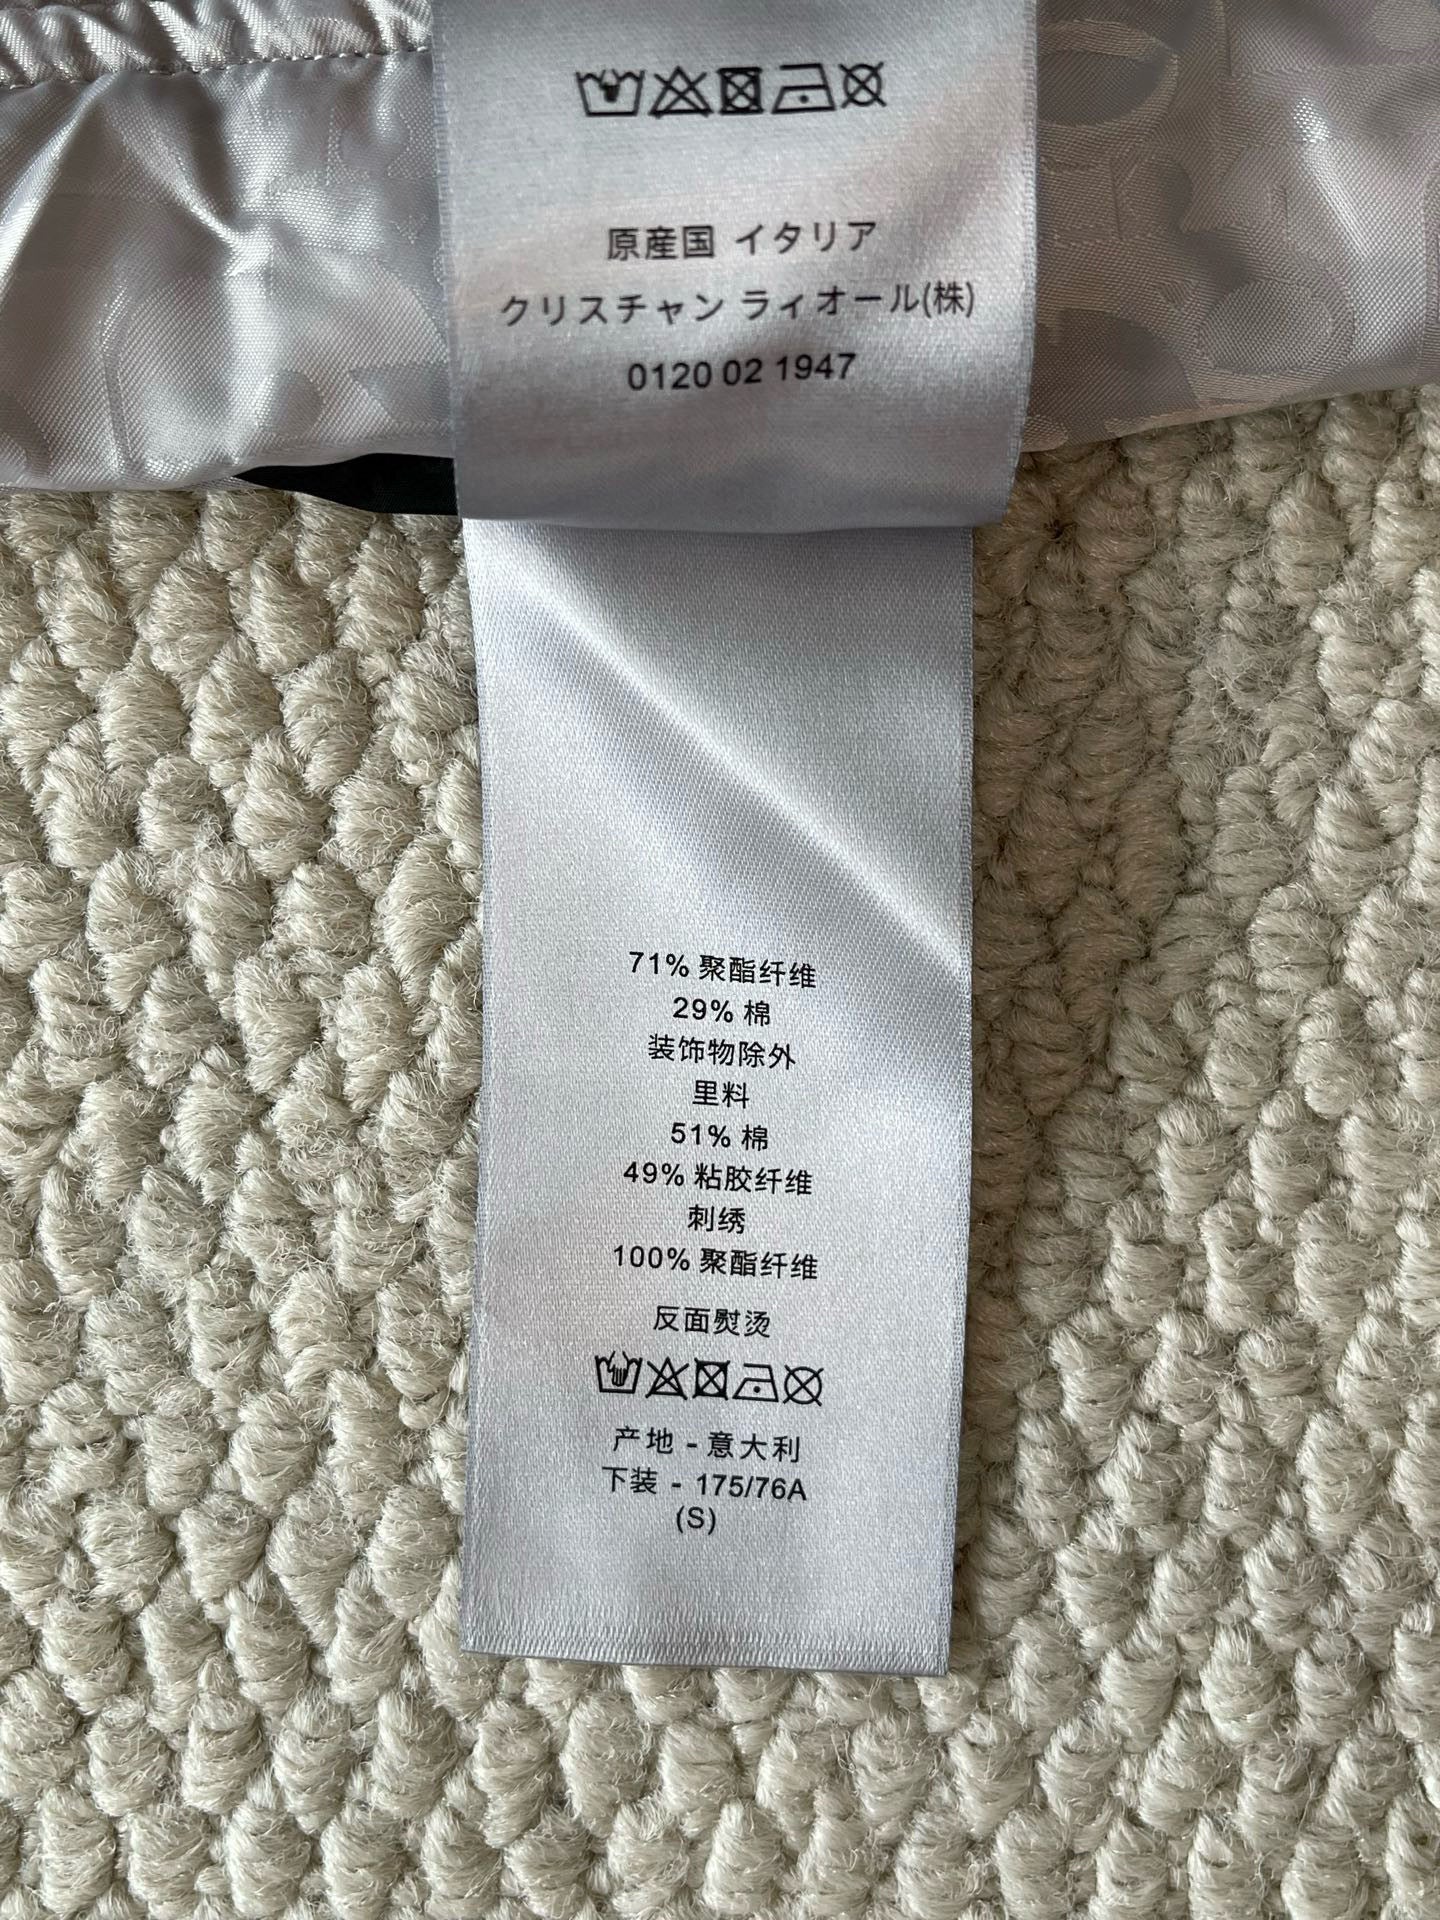 原産国 イタリア
クリスチャン ラィオール(株)
0120 02 1947
71% 聚酯纤维
29% 棉
装饰物除外
里料
51% 棉
49% 粘胶纤维
刺绣
100% 聚酯纤维
反面熨烫
产地 - 意大利
下装 - 175/76A
(S)